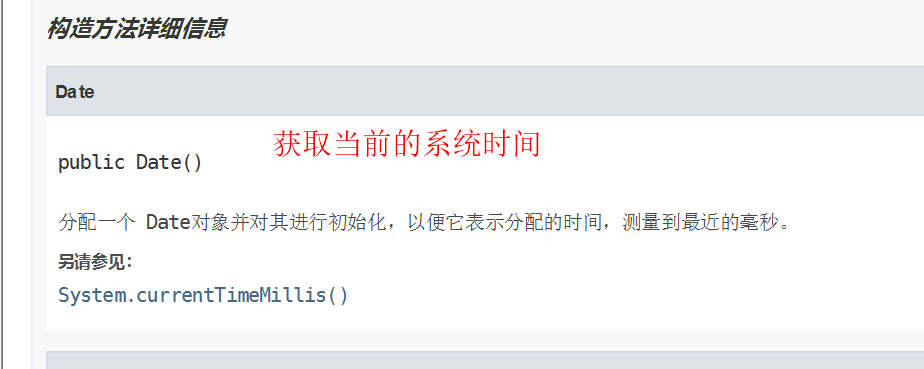 构造方法详细信息
Date
获取当前的系统时间
public Date()
分配一个 Date对象并对其进行初始化，以便它表示分配的时间，测量到最近的毫秒。
另请参见：
System.currentTimeMillis()